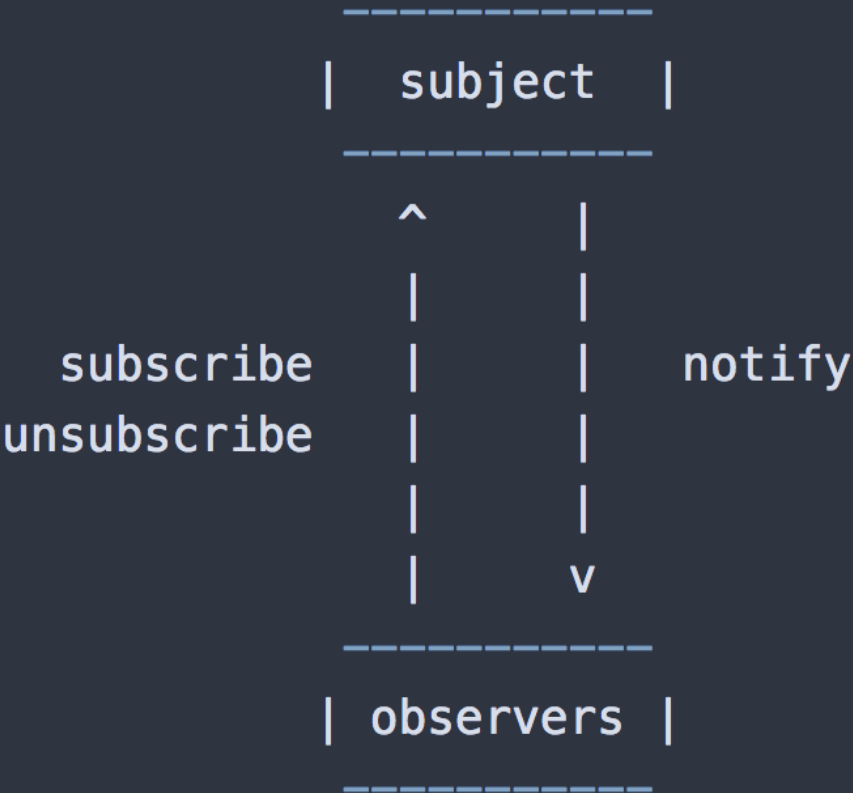 -----------
| subject |
-----------
^ |
| |
subscribe | | notify
unsubscribe | |
| |
| v
-----------
| observers |
-----------